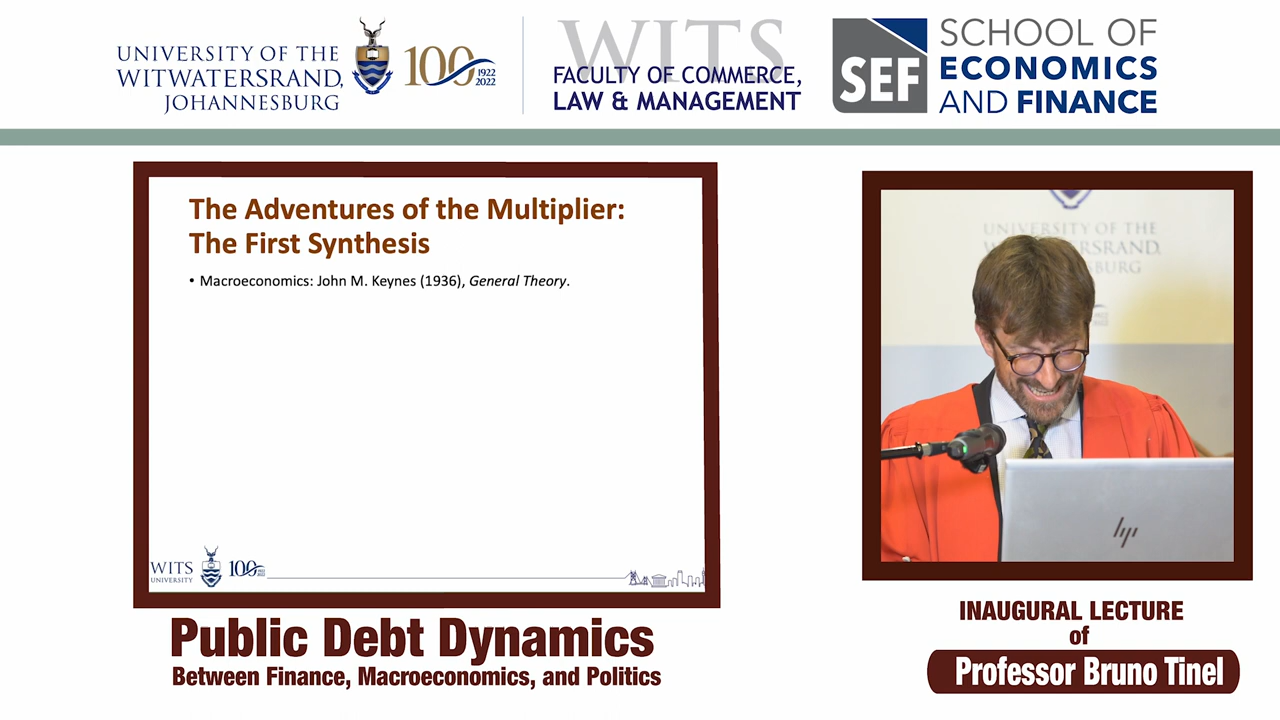 UNIVERSITY OF THE
WITWATERSRAND,
JOHANNESBURG
100
1922
2022
WITS
FACULTY OF COMMERCE,
LAW & MANAGEMENT
SEF
SCHOOL OF
ECONOMICS
AND FINANCE
The Adventures of the Multiplier:
The First Synthesis
• Macroeconomics: John M. Keynes (1936), General Theory.
WITS
UNIVERSITY
100
UNIVERSITY OF THE
hp
Public Debt Dynamics
Between Finance, Macroeconomics, and Politics
INAUGURAL LECTURE
of
Professor Bruno Tinel